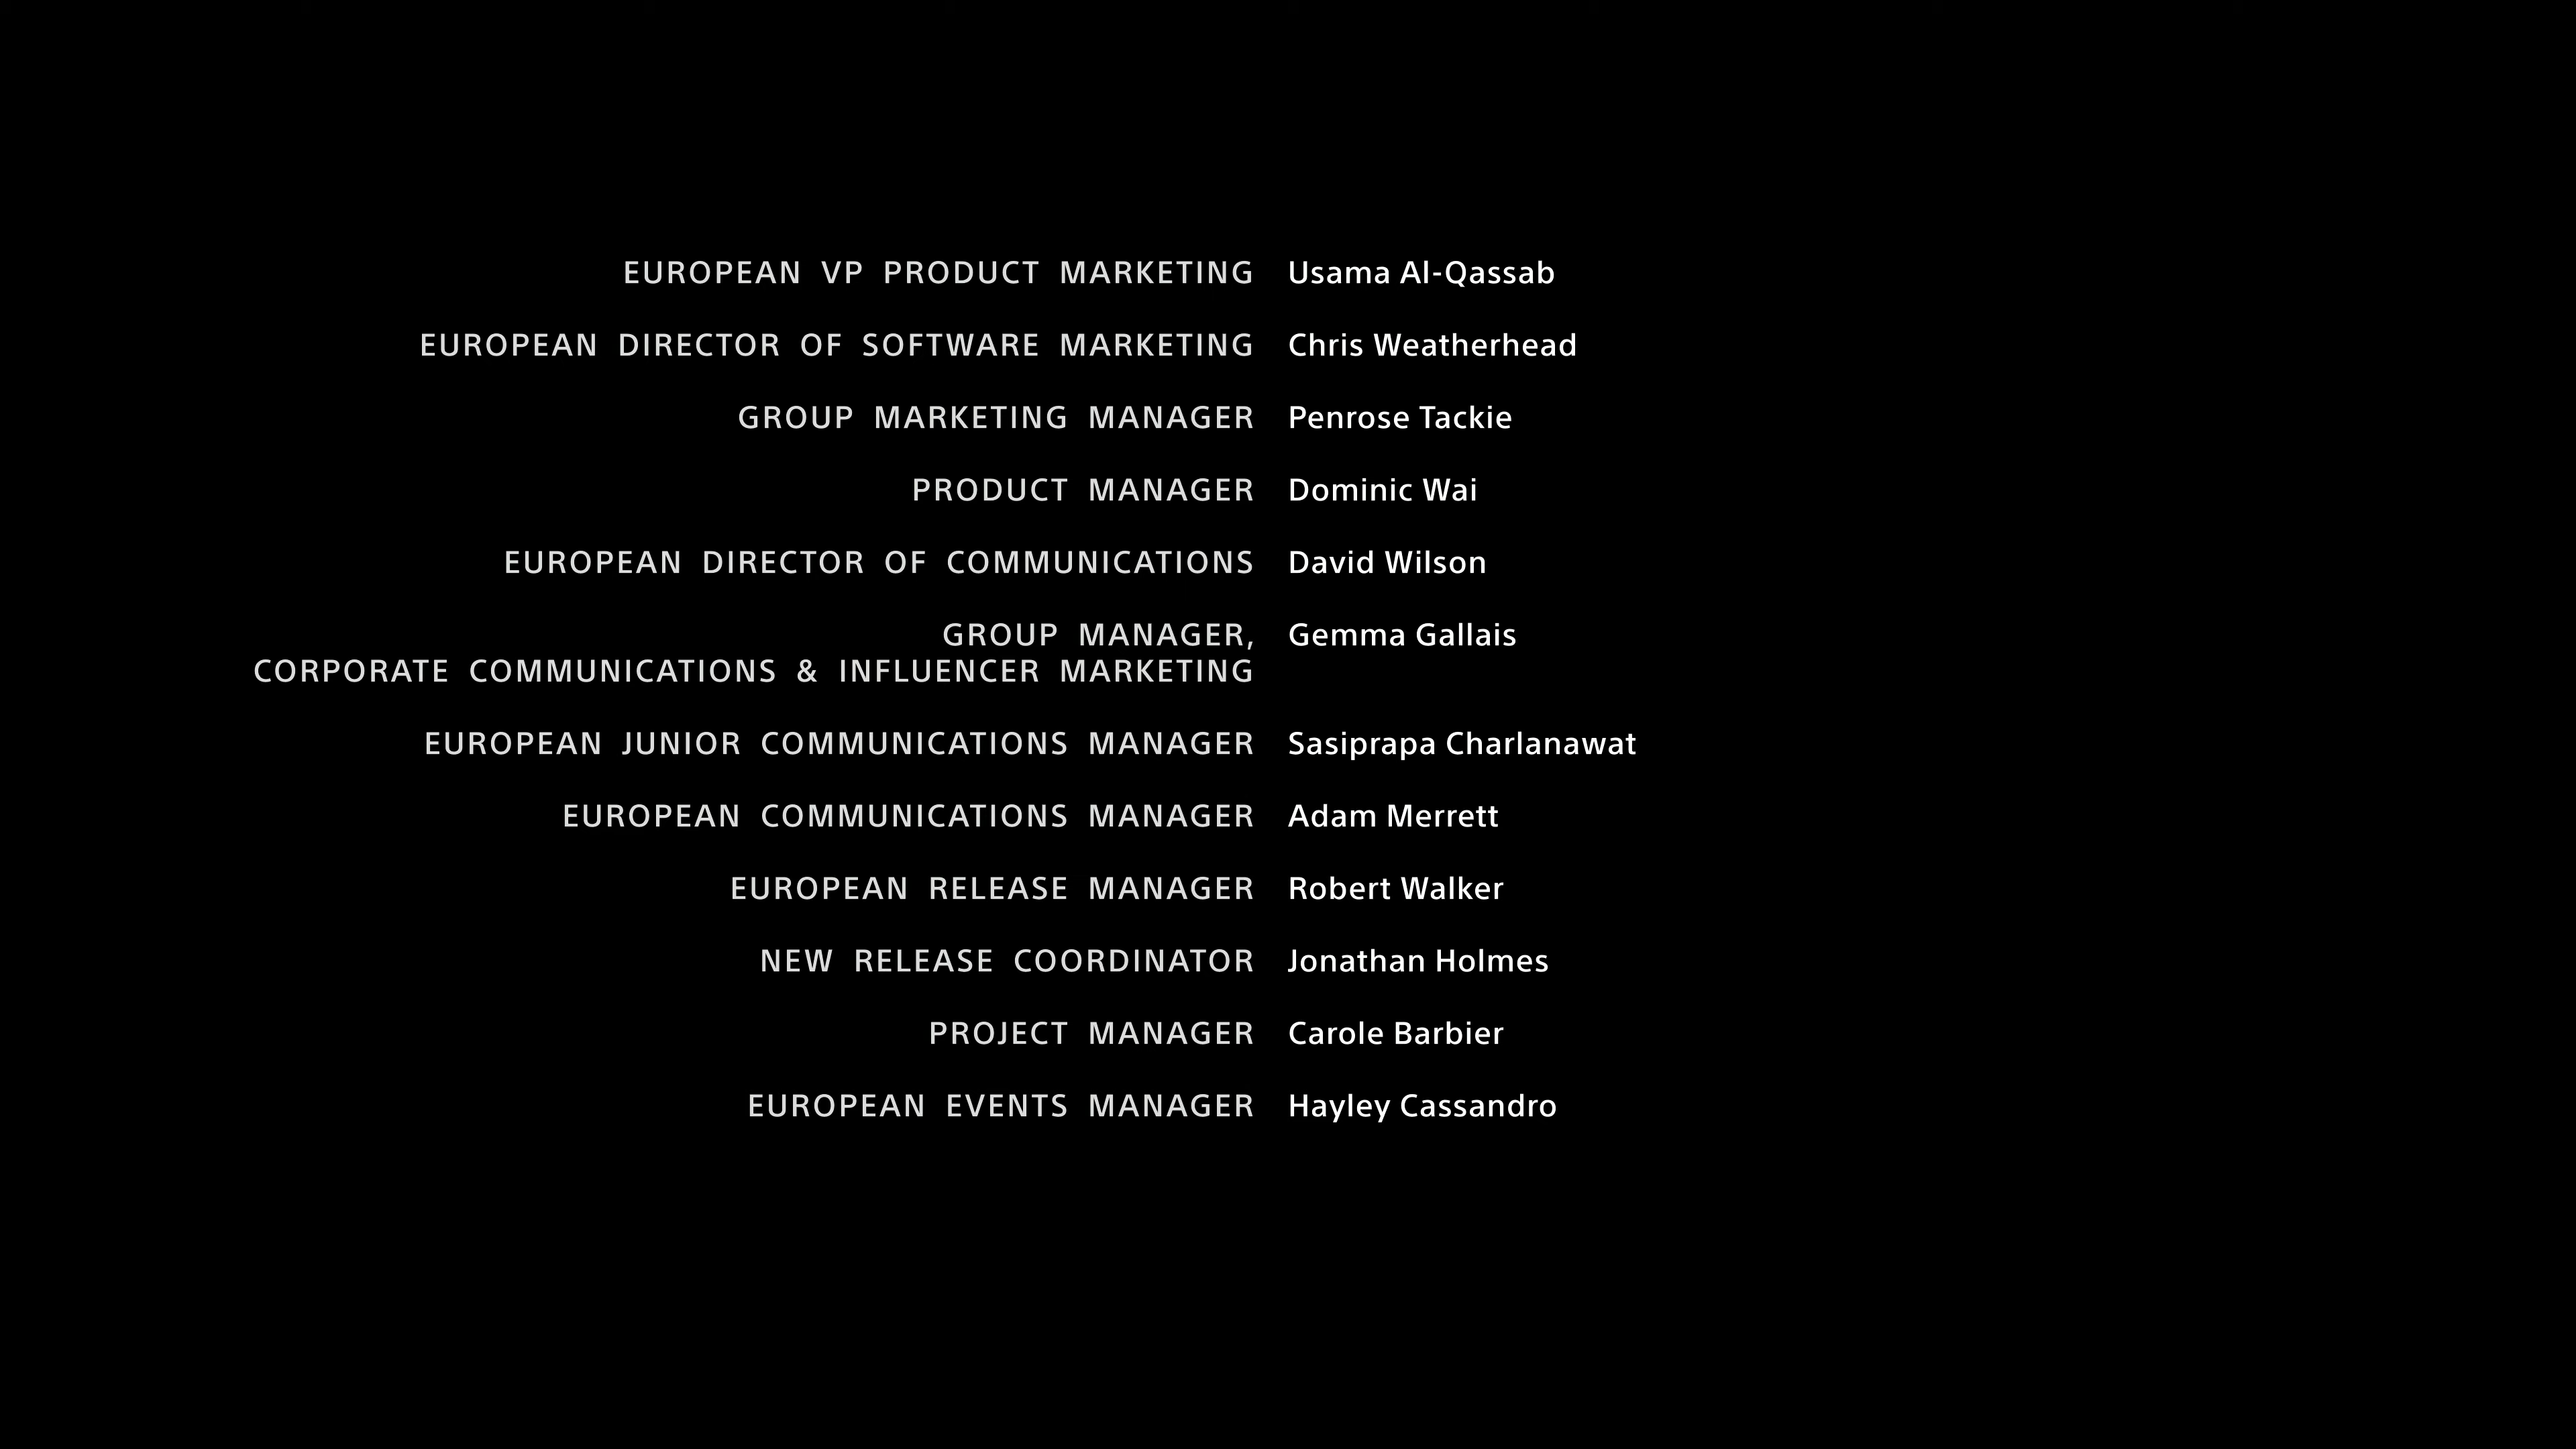 EUROPEAN VP PRODUCT MARKETING Usama Al-Qassab
EUROPEAN DIRECTOR OF SOFTWARE MARKETING Chris Weatherhead
GROUP MARKETING MANAGER Penrose Tackie
PRODUCT MANAGER Dominic Wai
EUROPEAN DIRECTOR OF COMMUNICATIONS David Wilson
GROUP MANAGER, Gemma Gallais
CORPORATE COMMUNICATIONS & INFLUENCER MARKETING
EUROPEAN JUNIOR COMMUNICATIONS MANAGER Sasiprapa Charlanawat
EUROPEAN COMMUNICATIONS MANAGER Adam Merrett
EUROPEAN RELEASE MANAGER Robert Walker
NEW RELEASE COORDINATOR Jonathan Holmes
PROJECT MANAGER Carole Barbier
EUROPEAN EVENTS MANAGER Hayley Cassandro